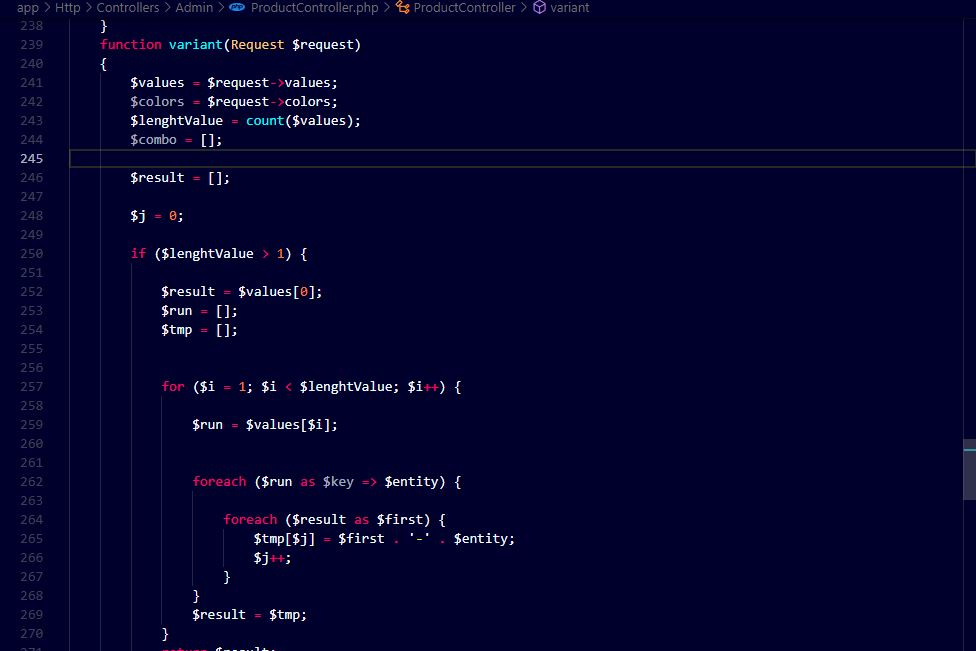 app > Http > Controllers > Admin > php ProductController.php > ProductController > variant
238 }
239 function variant(Request $request)
240 {
241 $values = $request->values;
242 $colors = $request->colors;
243 $lenghtValue = count($values);
244 $combo = [];
245
246 $result = [];
247
248 $j = 0;
249
250 if ($lenghtValue > 1) {
251
252 $result = $values[0];
253 $run = [];
254 $tmp = [];
255
256
257 for ($i = 1; $i < $lenghtValue; $i++) {
258
259 $run = $values[$i];
260
261
262 foreach ($run as $key => $entity) {
263
264 foreach ($result as $first) {
265 $tmp[$j] = $first . '-' . $entity;
266 $j++;
267 }
268 }
269 $result = $tmp;
270 }
271 return $result;